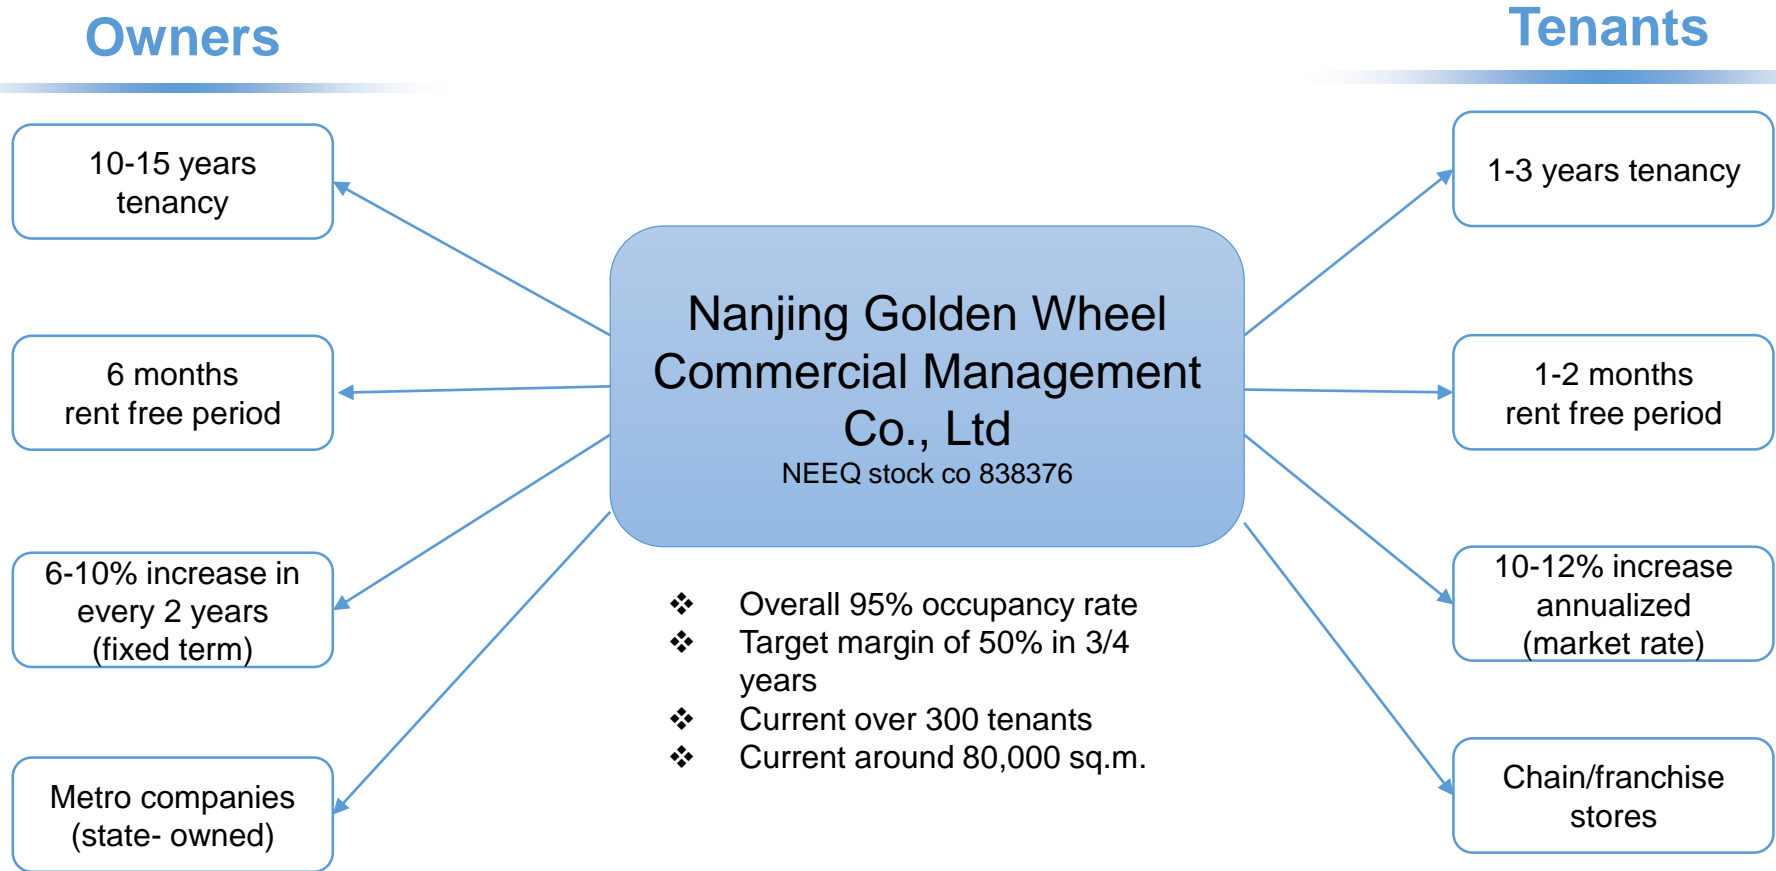 Owners
Tenants
10-15 years
tenancy
6 months
rent free period
6-10% increase in
every 2 years
(fixed term)
Metro companies
(state- owned)
Nanjing Golden Wheel
Commercial Management
Co., Ltd
NEEQ stock co 838376
❖ Overall 95% occupancy rate
❖ Target margin of 50% in 3/4
years
❖ Current over 300 tenants
❖ Current around 80,000 sq.m.
1-3 years tenancy
1-2 months
rent free period
10-12% increase
annualized
(market rate)
Chain/franchise
stores